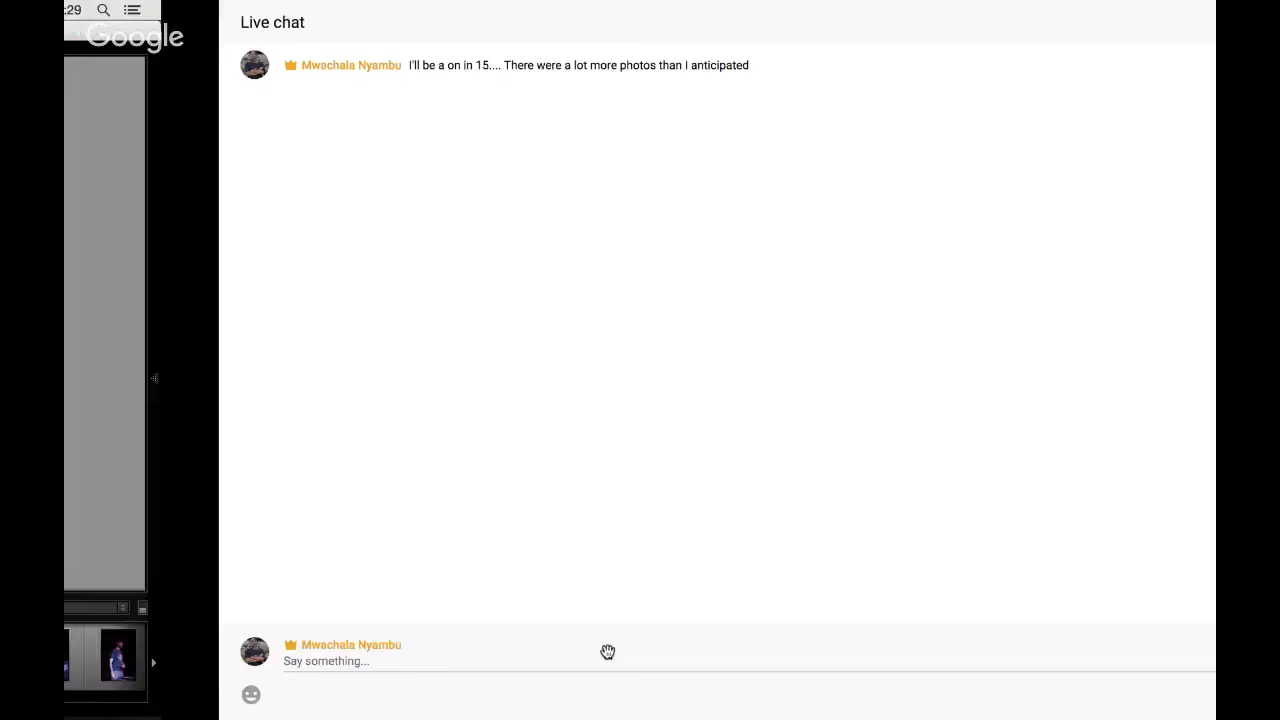 :29
Google
Live chat
Mwachala Nyambu I'll be a on in 15.... There were a lot more photos than I anticipated
Mwachala Nyambu
Say something...